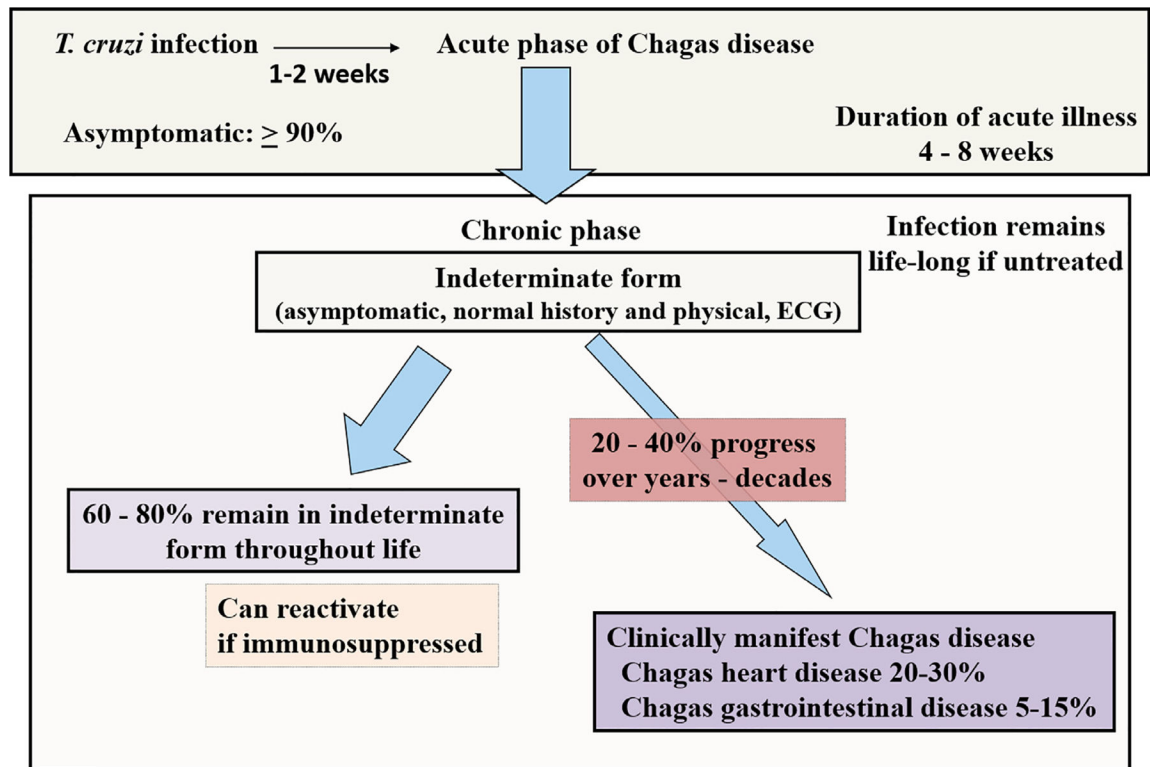 T. cruzi infection
1-2 weeks
Acute phase of Chagas disease
Asymptomatic: ≥ 90%
Duration of acute illness
4 - 8 weeks
Chronic phase
Infection remains
life-long if untreated
Indeterminate form
(asymptomatic, normal history and physical, ECG)
20 - 40% progress
over years - decades
60 - 80% remain in indeterminate
form throughout life
Can reactivate
if immunosuppressed
Clinically manifest Chagas disease
Chagas heart disease 20-30%
Chagas gastrointestinal disease 5-15%